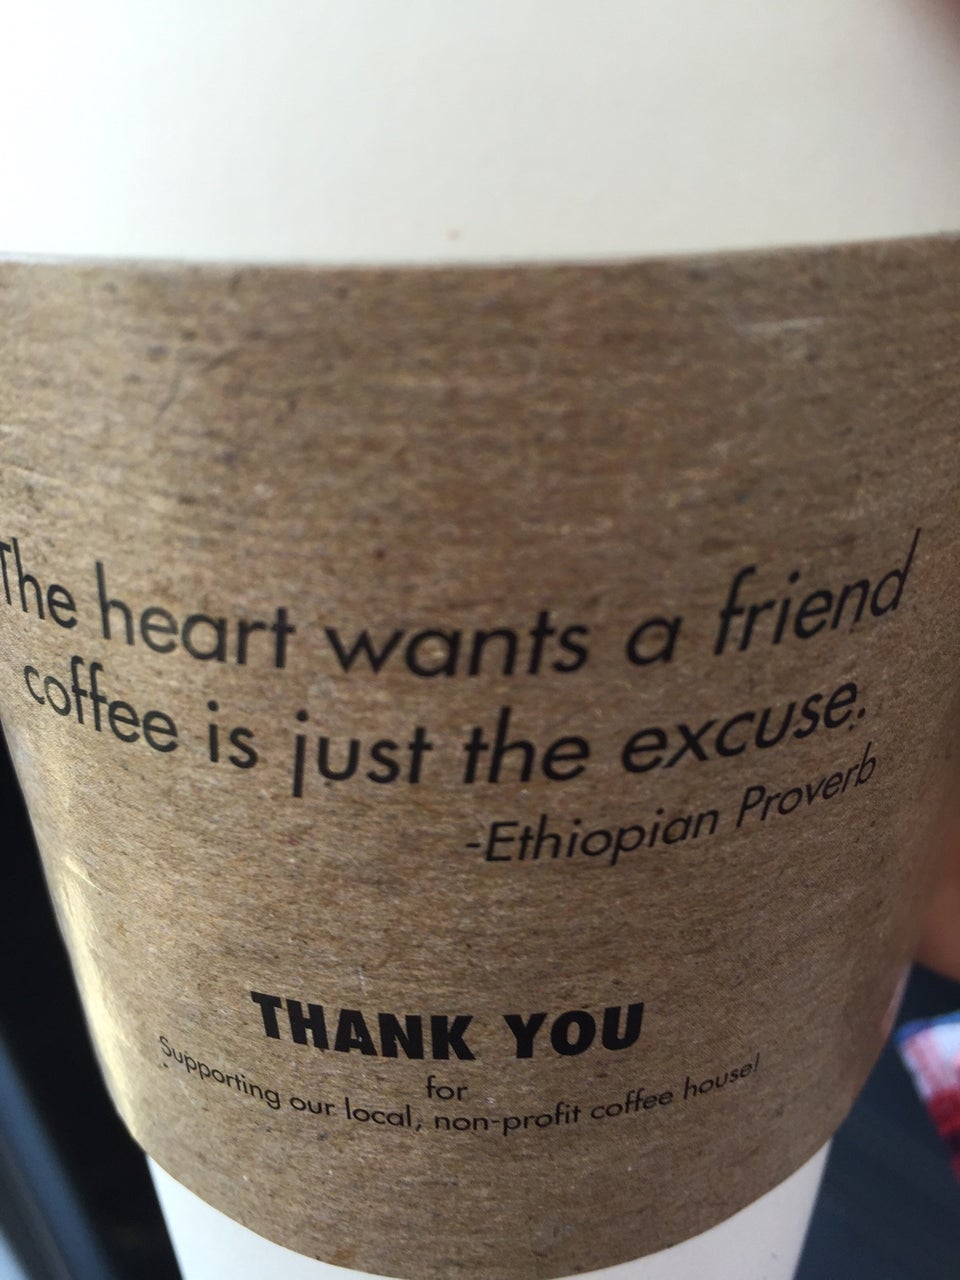 The heart wants a friend
coffee is just the excuse.
-Ethiopian Proverb
THANK YOU
for
Supporting our local, non-profit coffee house!